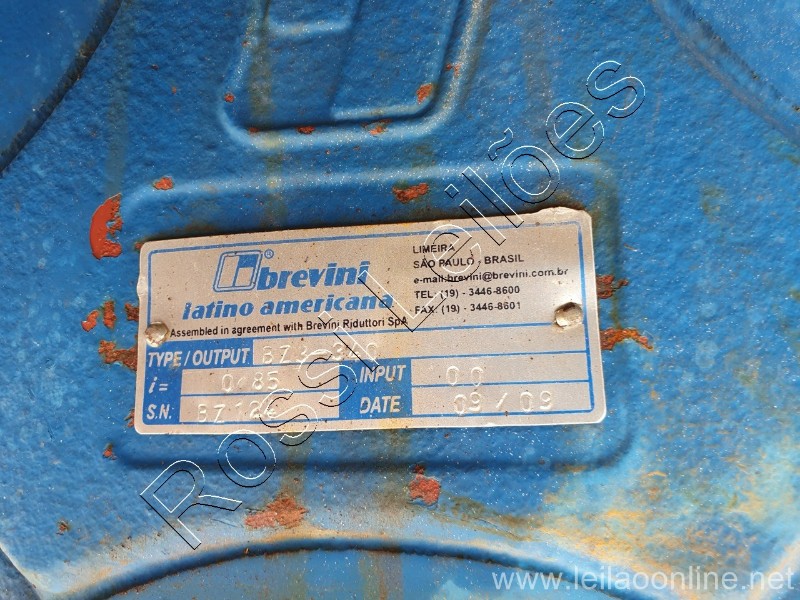 brevini®
latino americana
LIMEIRA
SÃO PAULO - BRASIL
e-mail:brevini@brevini.com.br
TEL: (19) - 3446-8600
FAX. (19) - 3446-8601
Assembled in agreement with Brevini Riduttori SpA
TYPE / OUTPUT
i = INPUT 00
S.N. DATE 09/09
Rossi Leilões
www.leilaoonline.net